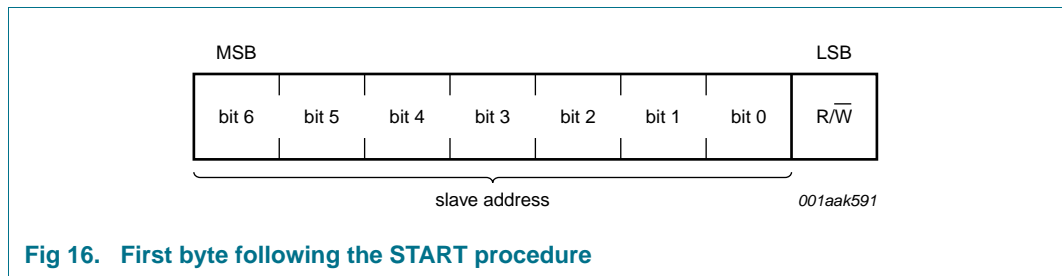 MSB LSB
bit 6 bit 5 bit 4 bit 3 bit 2 bit 1 bit 0 R/W̅
slave address 001aak591
Fig 16. First byte following the START procedure